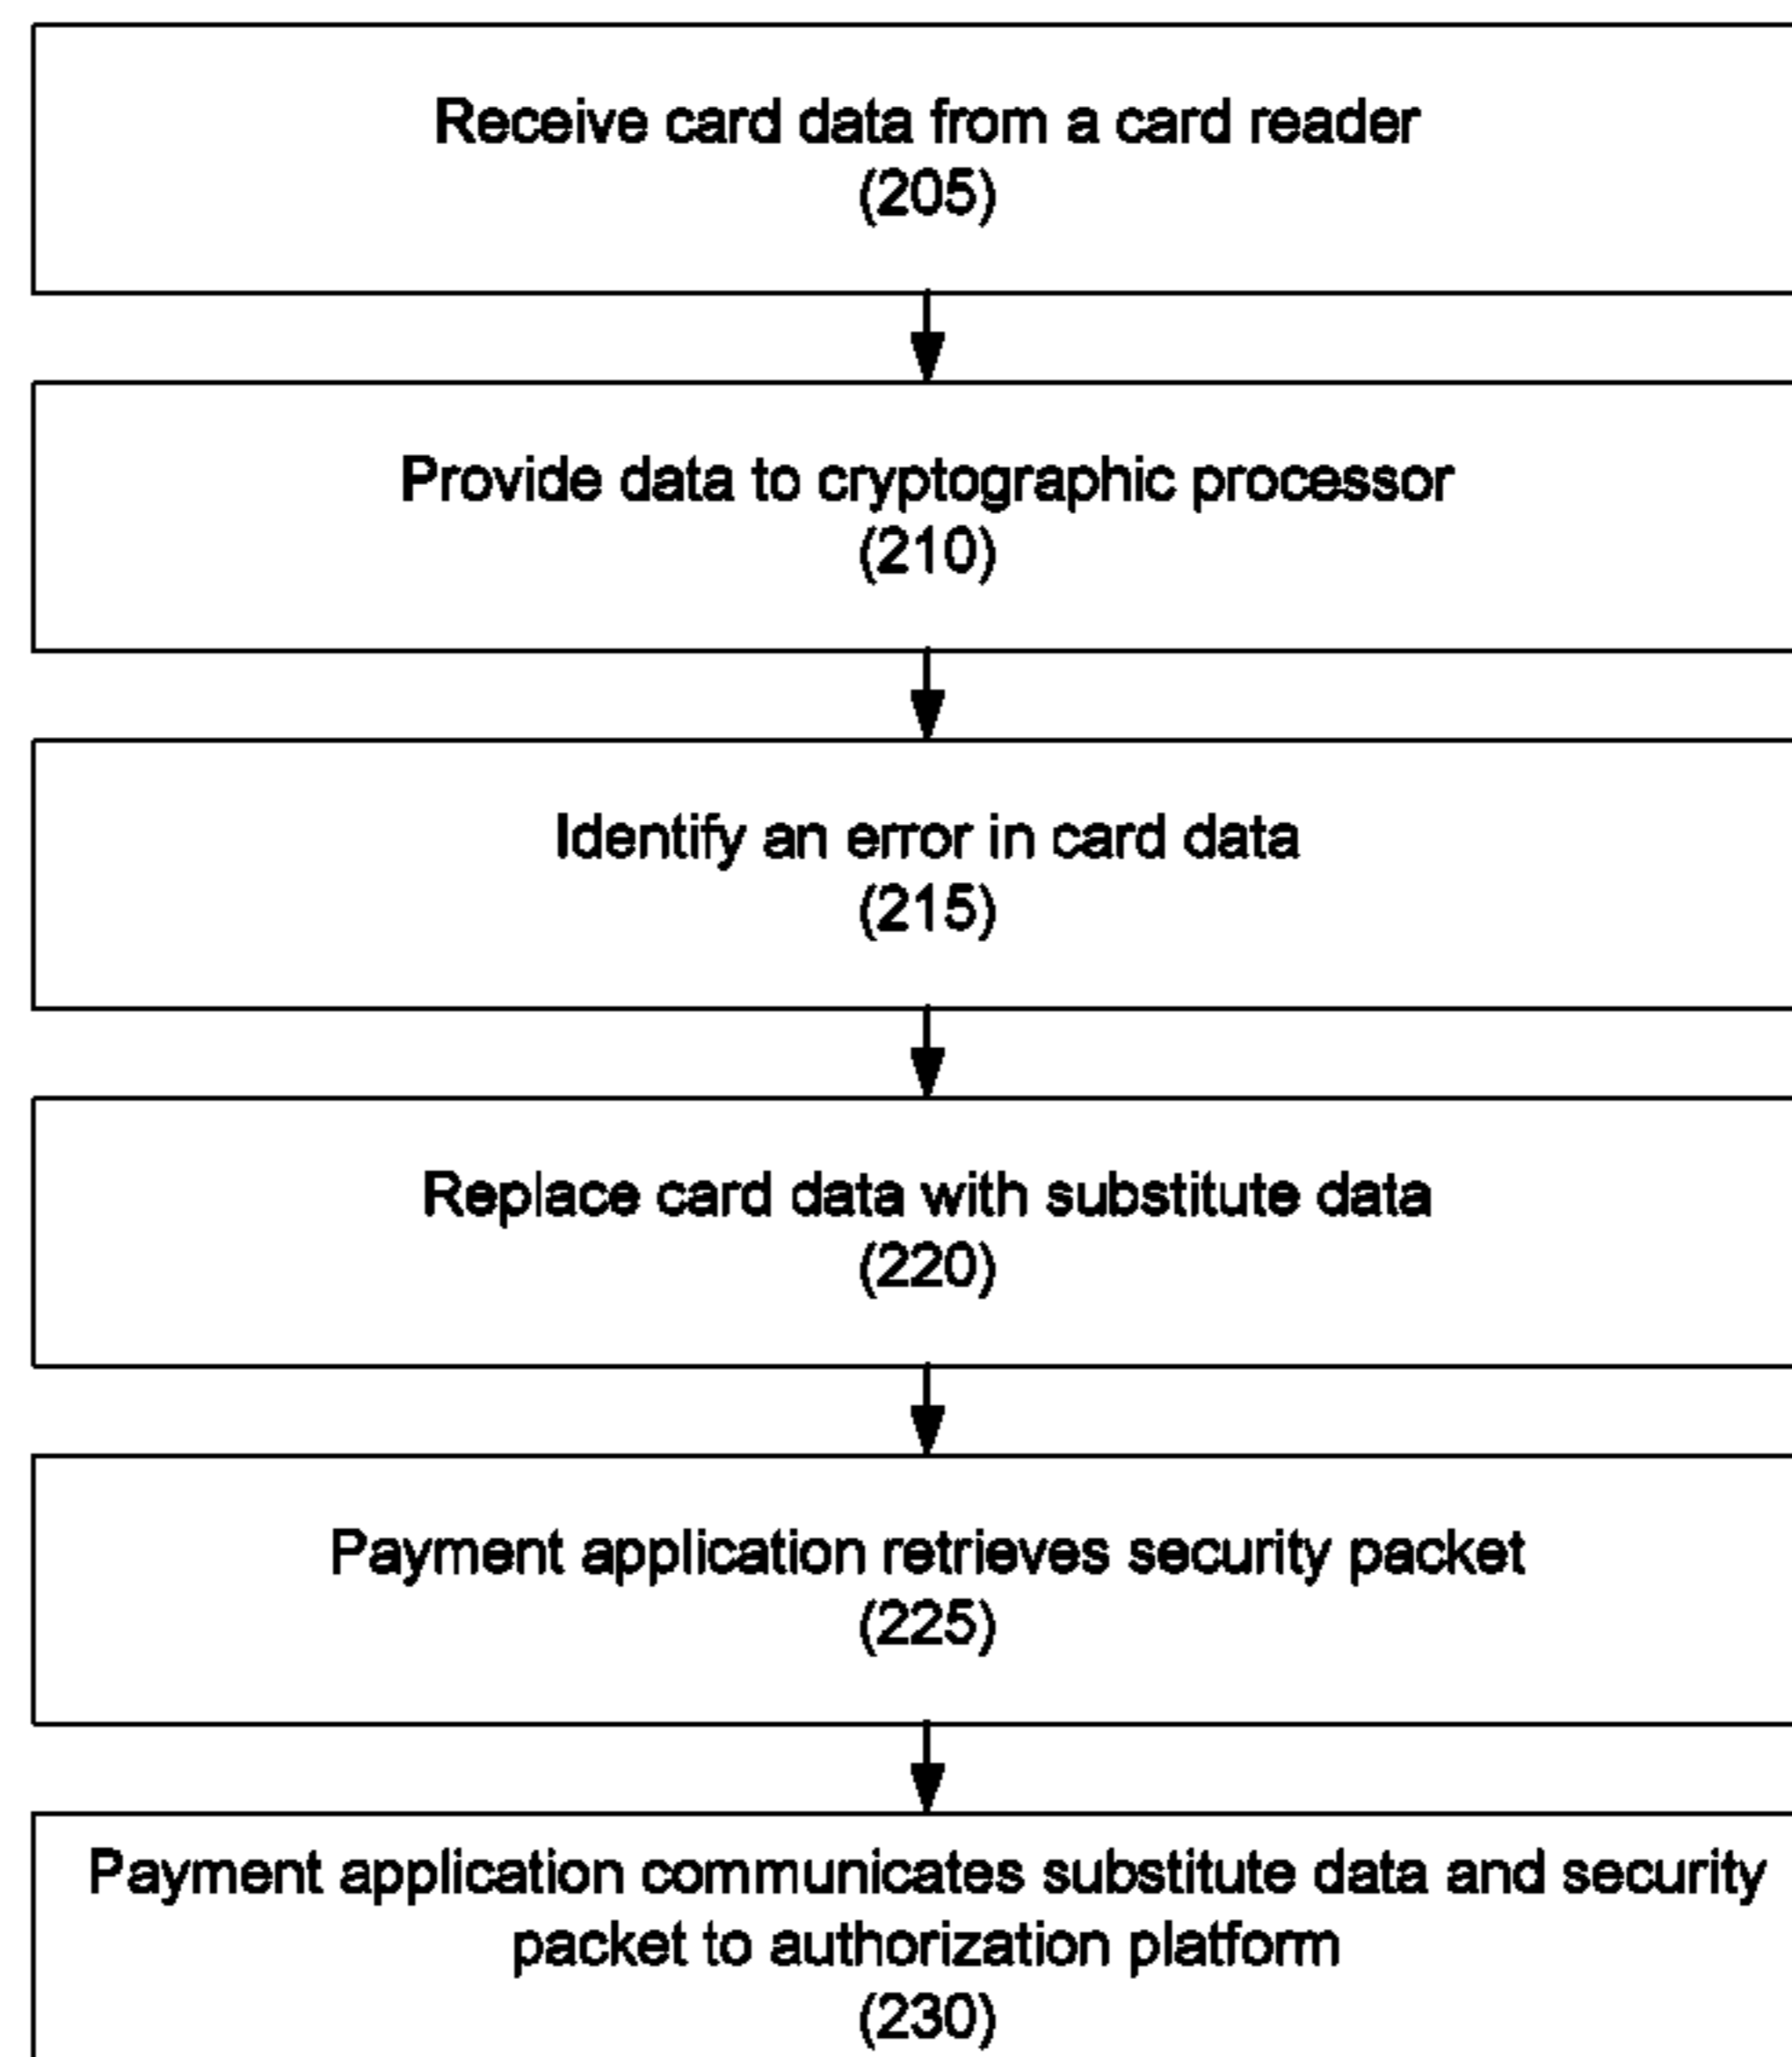 Receive card data from a card reader
(205)
Provide data to cryptographic processor
(210)
Identify an error in card data
(215)
Replace card data with substitute data
(220)
Payment application retrieves security packet
(225)
Payment application communicates substitute data and security
packet to authorization platform
(230)